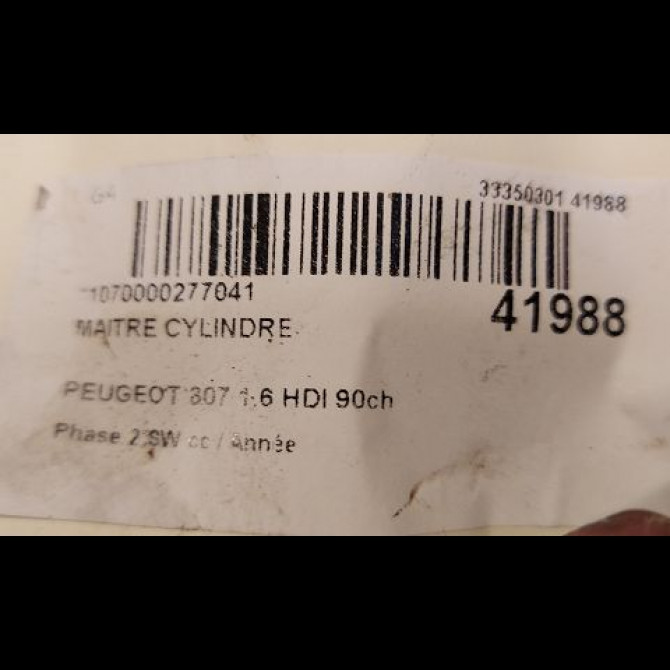 33350301 41988
1070000277041
41988
MAITRE CYLINDRE
PEUGEOT 307 1.6 HDI 90ch
Phase 2 SW cc / Année